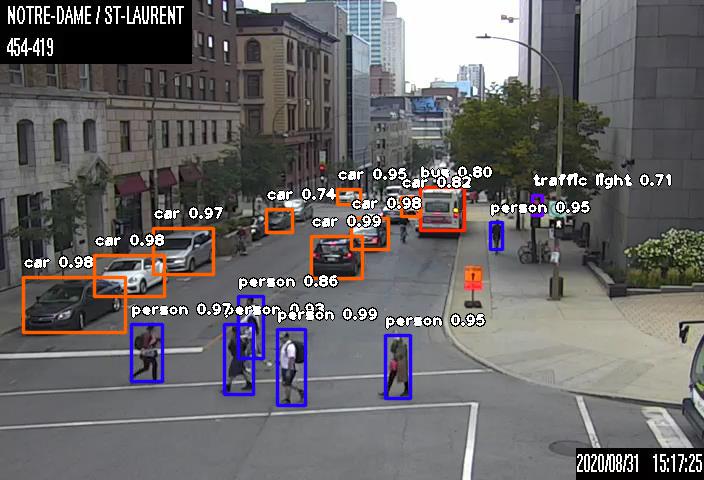 NOTRE-DAME / ST-LAURENT
454-419
car 0.95
bus 0.80
car 0.82
traffic light 0.71
car 0.74
car 0.98
person 0.95
car 0.97
car 0.99
car 0.98
car 0.98
person 0.86
person 0.97
person 0.99
person 0.95
2020/08/31 15:17:25